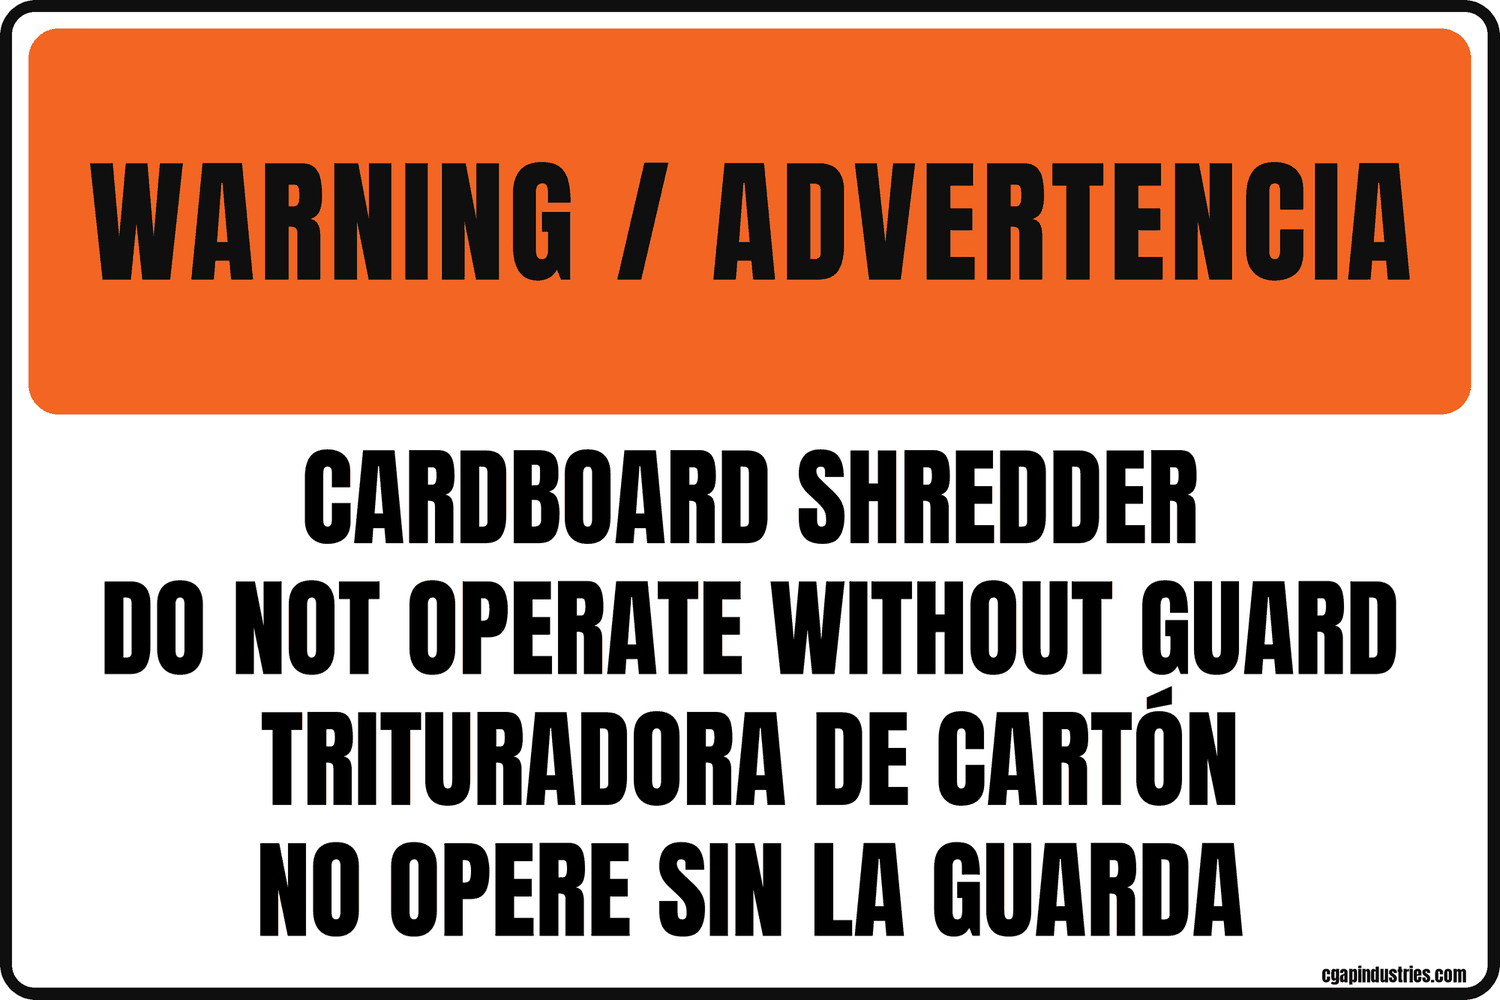 WARNING / ADVERTENCIA
CARDBOARD SHREDDER
DO NOT OPERATE WITHOUT GUARD
TRITURADORA DE CARTÓN
NO OPERE SIN LA GUARDA
cgapindustries.com